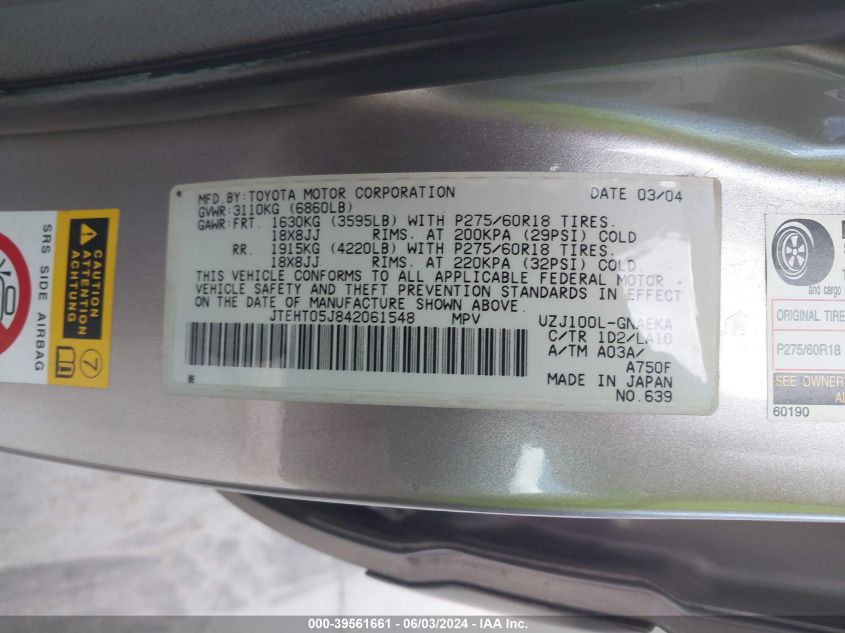 MFD.BY:TOYOTA MOTOR CORPORATION DATE 03/04
GVWR:3110KG (6860LB)
GAWR:FRT. 1630KG (3595LB) WITH P275/60R18 TIRES.
18X8JJ RIMS. AT 200KPA (29PSI) COLD
RR. 1915KG (4220LB) WITH P275/60R18 TIRES.
18X8JJ RIMS. AT 220KPA (32PSI) COLD
THIS VEHICLE CONFORMS TO ALL APPLICABLE FEDERAL MOTOR
VEHICLE SAFETY AND THEFT PREVENTION STANDARDS IN EFFECT
ON THE DATE OF MANUFACTURE SHOWN ABOVE.
JTEHT05J842061548 MPV UZJ100L-GNAEKA
C/TR 1D2/LA10
A/TM A03A/
A750F
MADE IN JAPAN
NO.639
SRS SIDE AIRBAG
CAUTION
ATTENTION
ACHTUNG
7
and cargo
ORIGINAL TIRE
P275/60R18
SEE OWNER
60190
000-39561661 - 06/03/2024 - IAAI Inc.